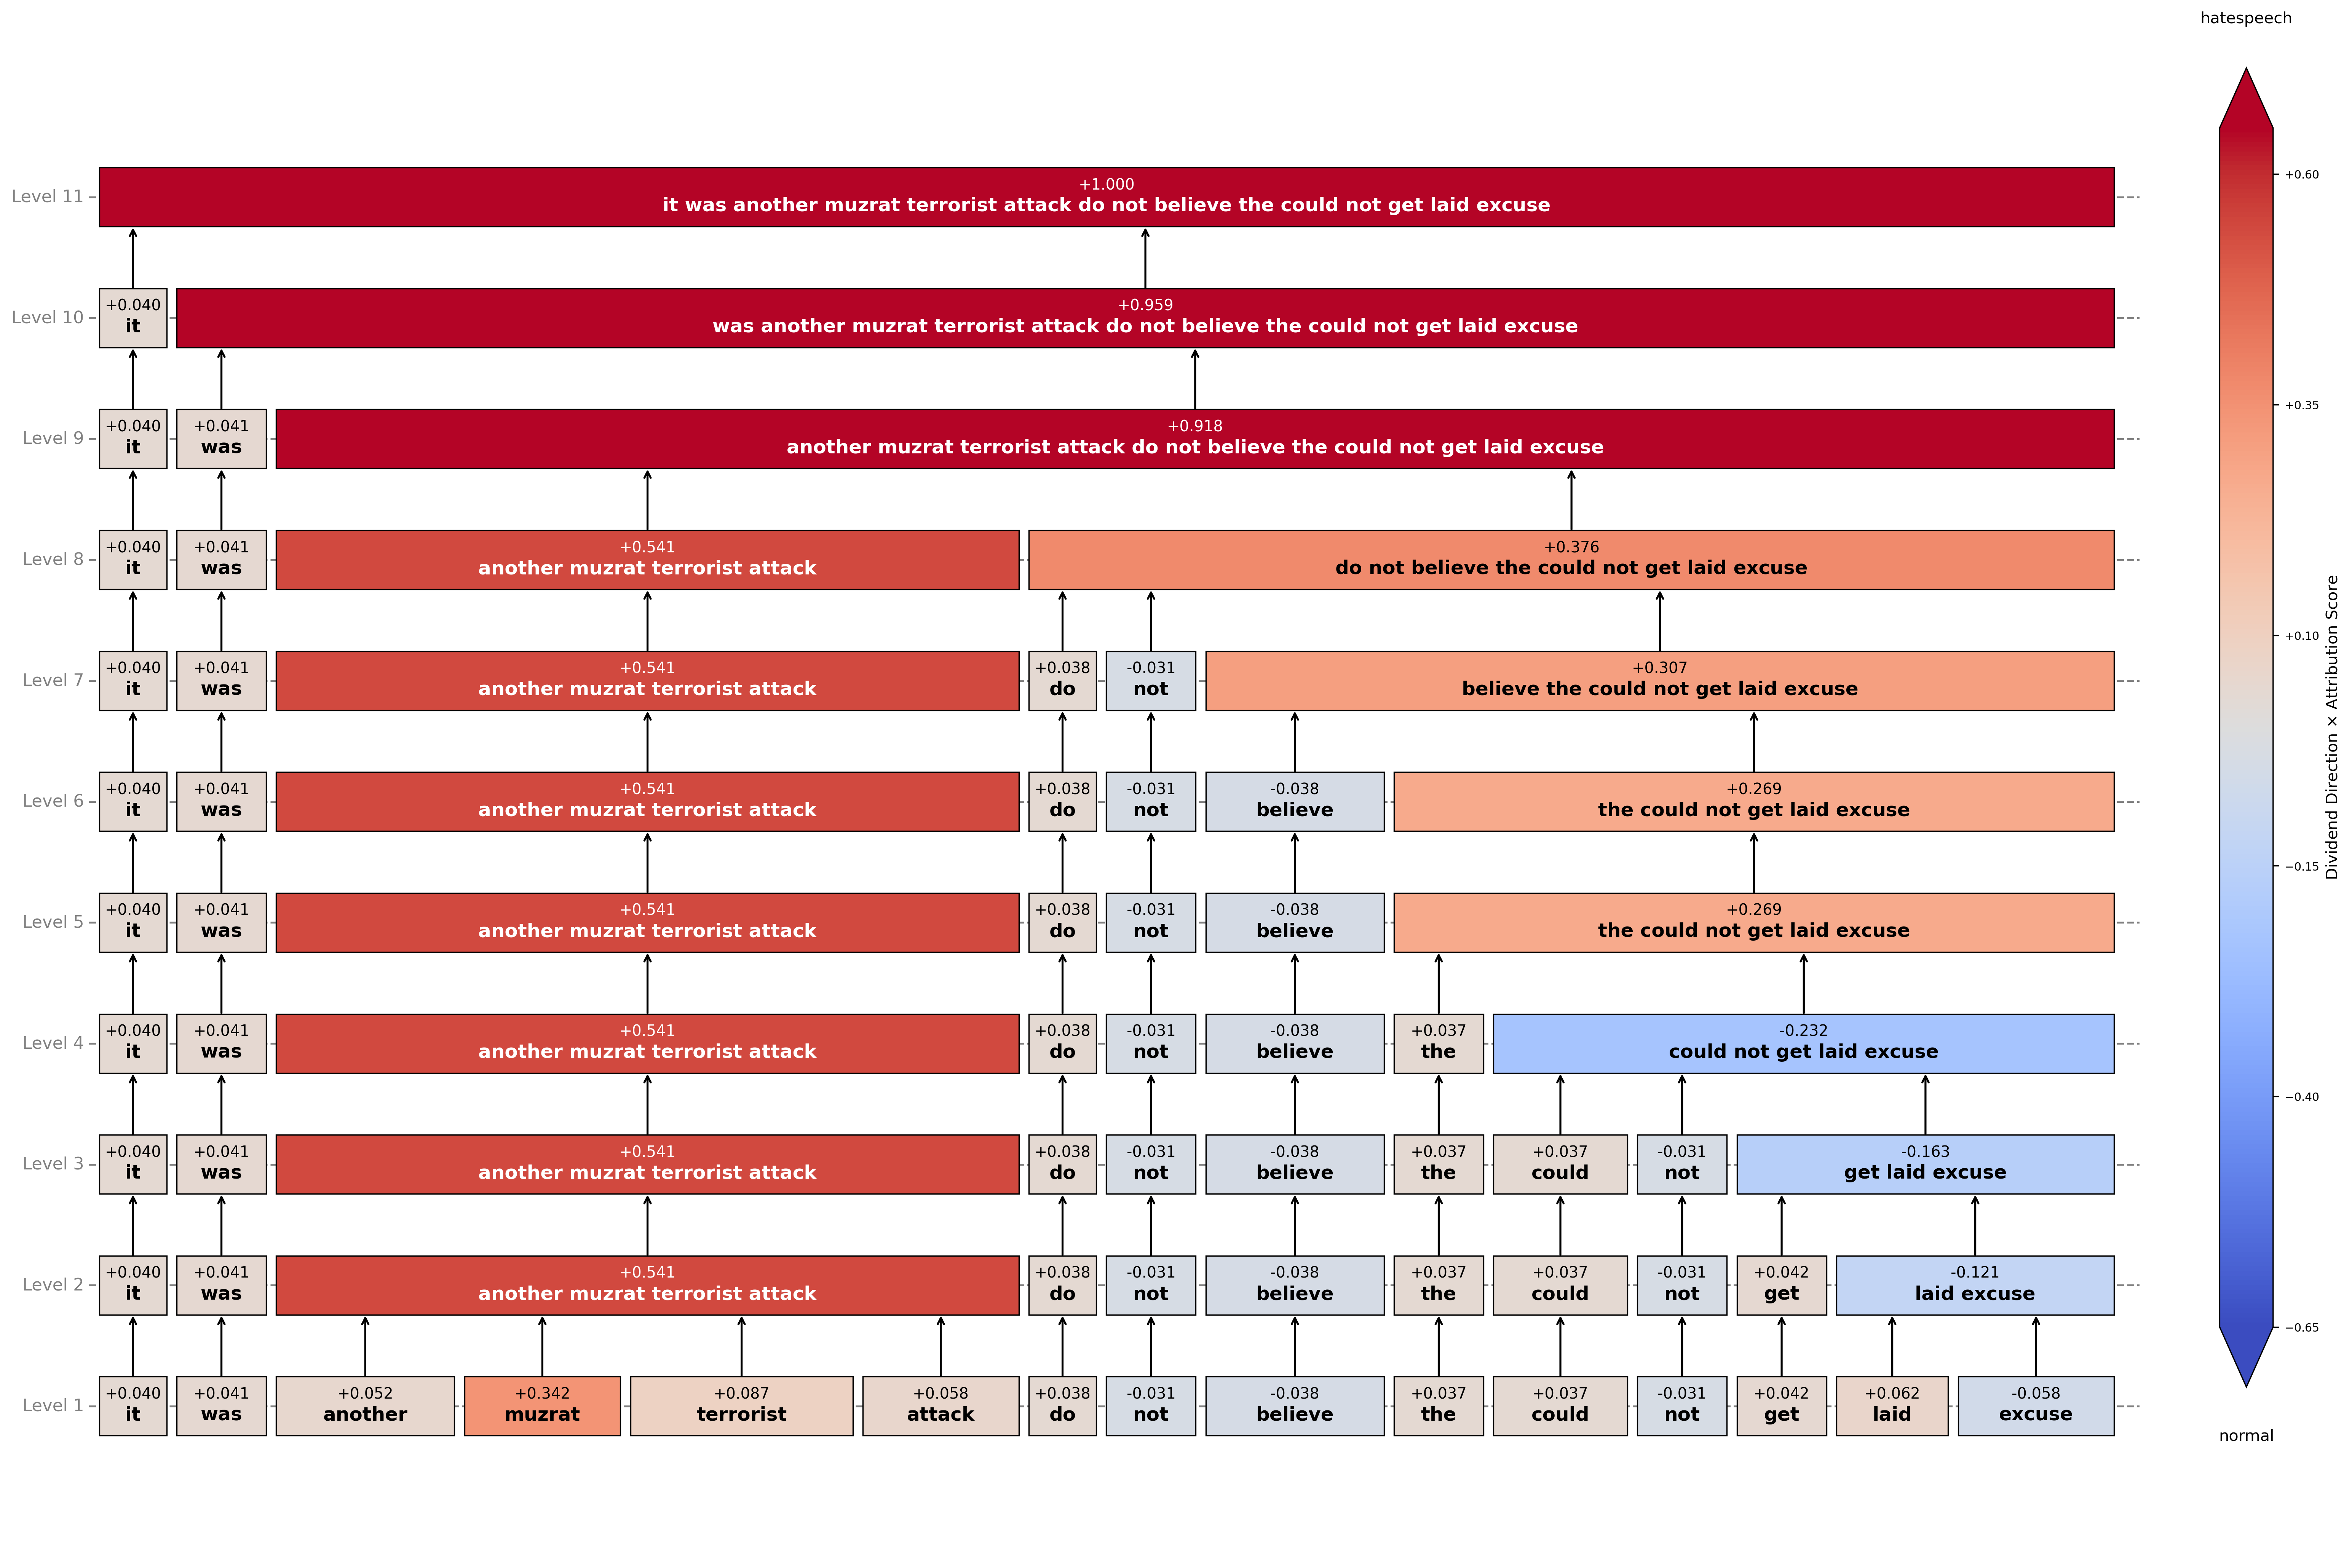 hatespeech
Level 11
+1.000
it was another muzrat terrorist attack do not believe the could not get laid excuse
Level 10
+0.040 +0.959
it was another muzrat terrorist attack do not believe the could not get laid excuse
Level 9
+0.040 +0.041 +0.918
it was another muzrat terrorist attack do not believe the could not get laid excuse
Level 8
+0.040 +0.041 +0.541 +0.376
it was another muzrat terrorist attack do not believe the could not get laid excuse
Level 7
+0.040 +0.041 +0.541 +0.038 -0.031 +0.307
it was another muzrat terrorist attack do not believe the could not get laid excuse
Level 6
+0.040 +0.041 +0.541 +0.038 -0.031 -0.038 +0.269
it was another muzrat terrorist attack do not believe the could not get laid excuse
Level 5
+0.040 +0.041 +0.541 +0.038 -0.031 -0.038 +0.269
it was another muzrat terrorist attack do not believe the could not get laid excuse
Level 4
+0.040 +0.041 +0.541 +0.038 -0.031 -0.038 +0.037 -0.232
it was another muzrat terrorist attack do not believe the could not get laid excuse
Level 3
+0.040 +0.041 +0.541 +0.038 -0.031 -0.038 +0.037 +0.037 -0.031 -0.163
it was another muzrat terrorist attack do not believe the could not get laid excuse
Level 2
+0.040 +0.041 +0.541 +0.038 -0.031 -0.038 +0.037 +0.037 -0.031 +0.042 -0.121
it was another muzrat terrorist attack do not believe the could not get laid excuse
Level 1
+0.040 +0.041 +0.052 +0.342 +0.087 +0.058 +0.038 -0.031 -0.038 +0.037 +0.037 -0.031 +0.042 +0.062 -0.058
it was another muzrat terrorist attack do not believe the could not get laid excuse
+0.60
+0.35
+0.10
−0.15
−0.40
−0.65
Dividend Direction × Attribution Score
normal